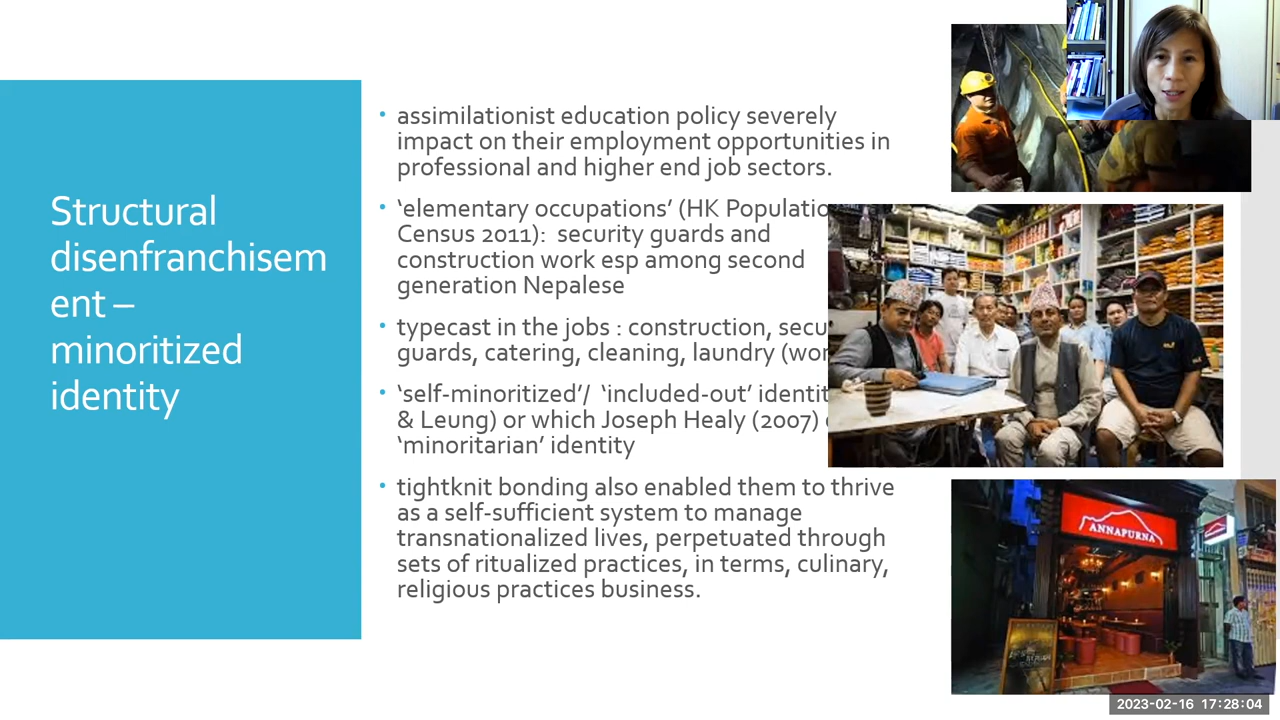 Structural
disenfranchisem
ent –
minoritized
identity
• assimilationist education policy severely
impact on their employment opportunities in
professional and higher end job sectors.
• ‘elementary occupations’ (HK
Census 2011):  security guards and
construction work esp among second
generation Nepalese
• typecast in the jobs : construction,
guards, catering, cleaning, laundry
• ‘self-minoritized’/  ‘included-out’
& Leung) or which Joseph Healy (2007)
‘minoritarian’ identity
• tightknit bonding also enabled them to thrive
as a self-sufficient system to manage
transnationalized lives, perpetuated through
sets of ritualized practices, in terms, culinary,
religious practices business.
ANNAPURNA
2023-02-16 17:28:04